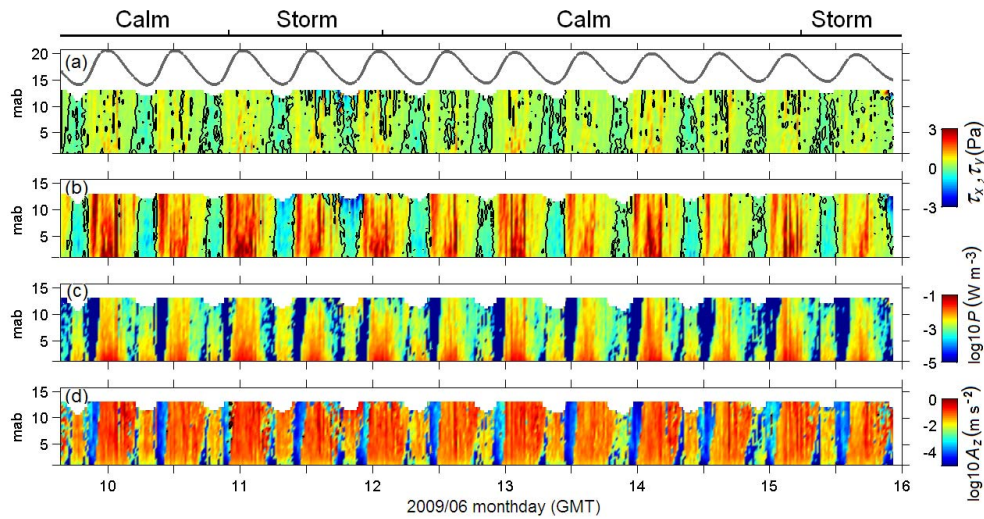 Calm Storm Calm Storm
(a)
20
15
10
5
mab
3
0
-3
τx , τy (Pa)
(b)
15
10
5
mab
(c)
15
10
5
mab
-1
-3
-5
log10 P (W m-3)
(d)
15
10
5
mab
0
-2
-4
log10 Az (m s-2)
10 11 12 13 14 15 16
2009/06 monthday (GMT)